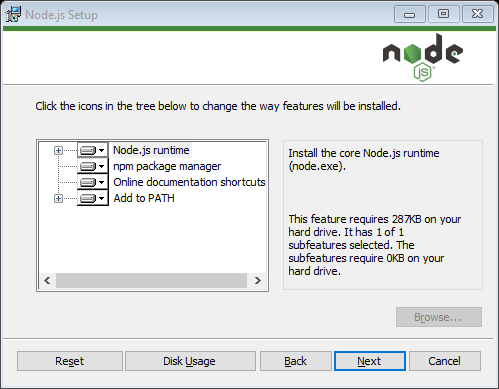 Node.js Setup
node
JS
Click the icons in the tree below to change the way features will be installed.
Node.js runtime
npm package manager
Online documentation shortcuts
Add to PATH
Install the core Node.js runtime
(node.exe).
This feature requires 287KB on your
hard drive. It has 1 of 1
subfeatures selected. The
subfeatures require 0KB on your
hard drive.
Browse...
Reset
Disk Usage
Back
Next
Cancel